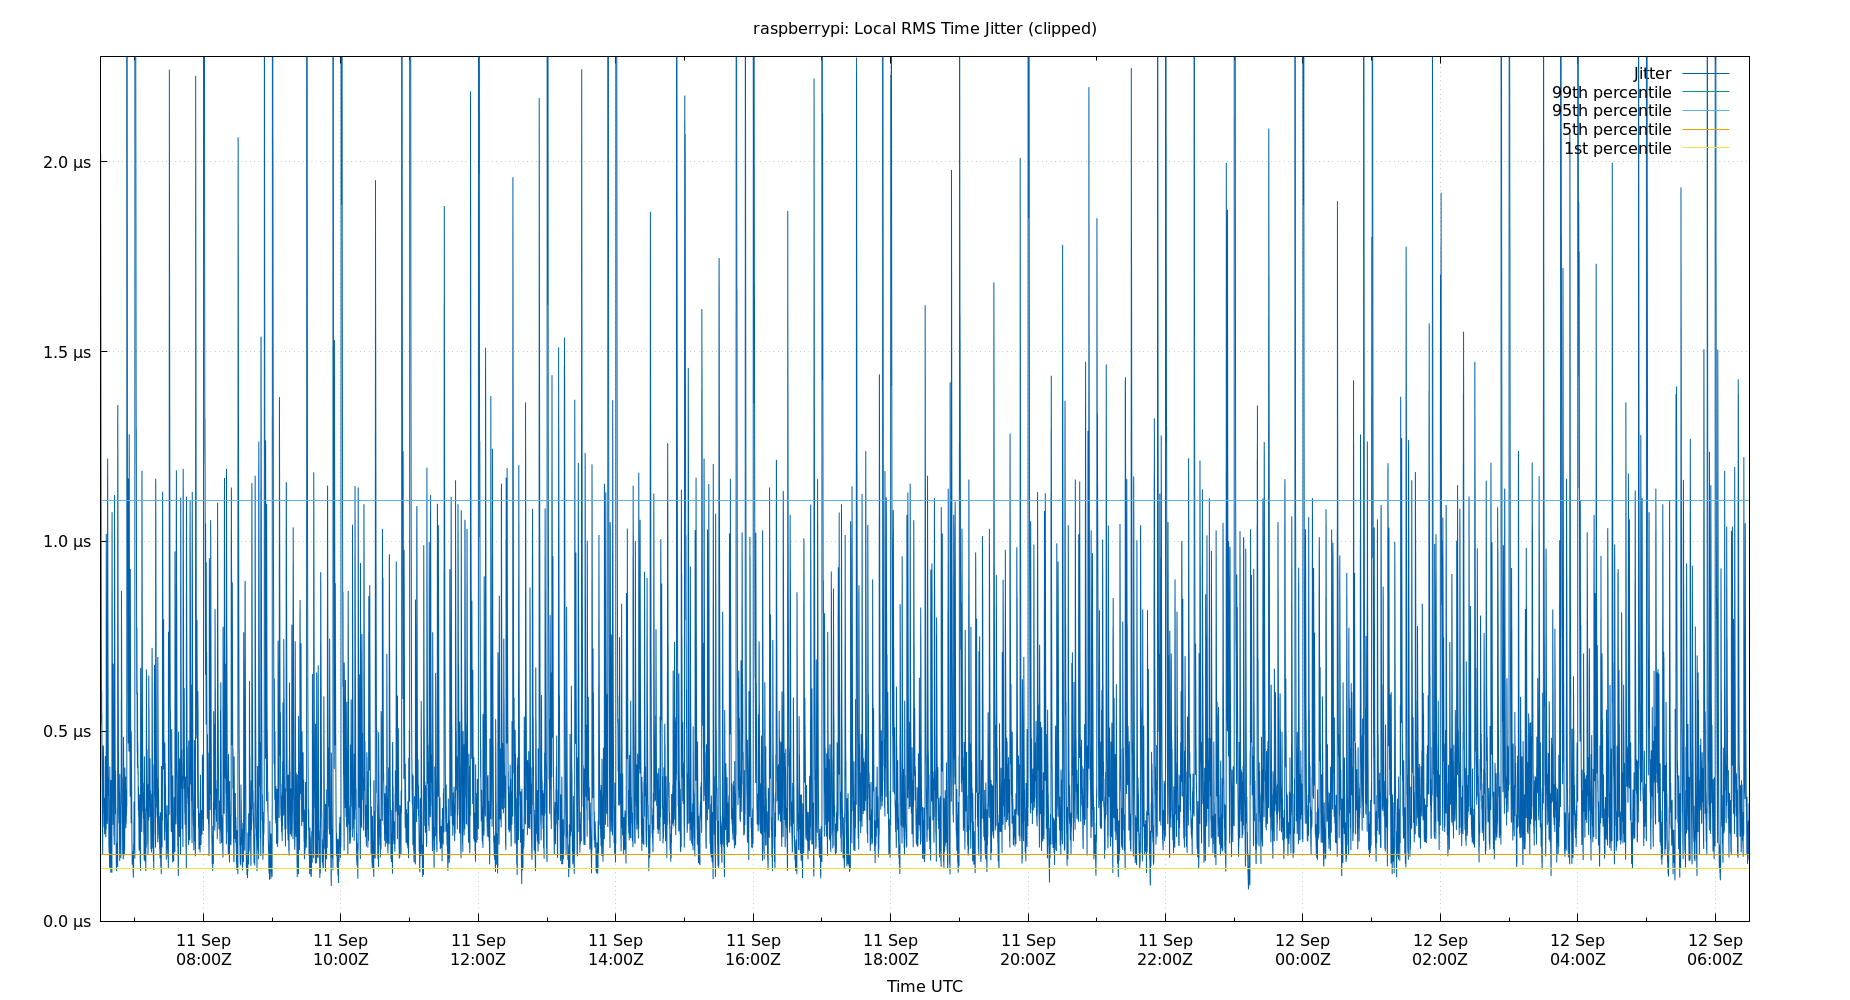 raspberrypi: Local RMS Time Jitter (clipped)
Jitter
99th percentile
95th percentile
5th percentile
1st percentile
2.0 µs
1.5 µs
1.0 µs
0.5 µs
0.0 µs
11 Sep 11 Sep 11 Sep 11 Sep 11 Sep 11 Sep 11 Sep 11 Sep 12 Sep 12 Sep 12 Sep 12 Sep
08:00Z 10:00Z 12:00Z 14:00Z 16:00Z 18:00Z 20:00Z 22:00Z 00:00Z 02:00Z 04:00Z 06:00Z
Time UTC